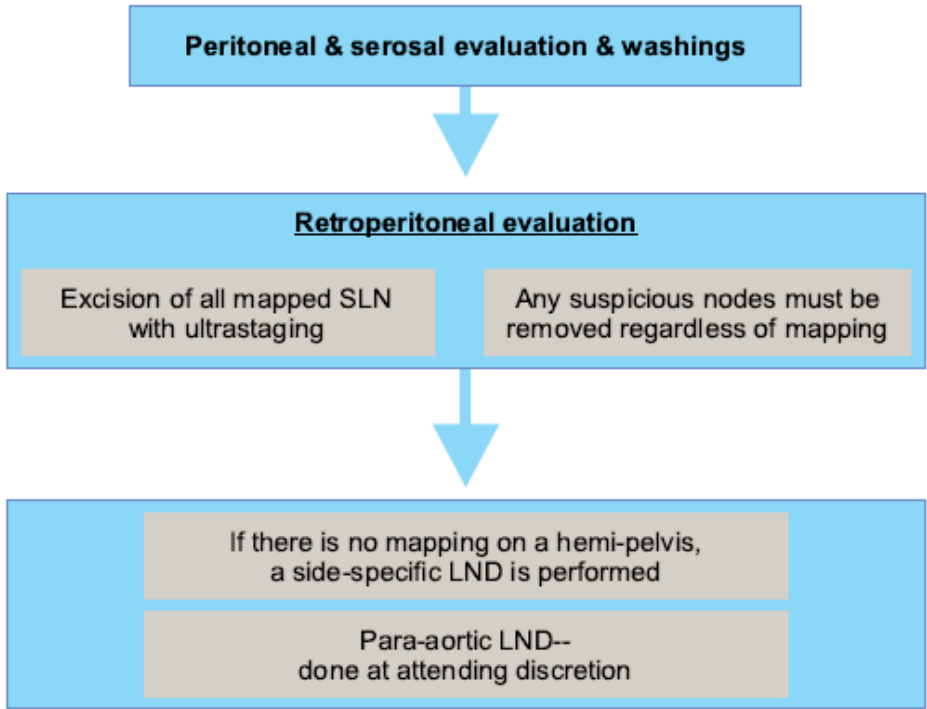 Peritoneal & serosal evaluation & washings
Retroperitoneal evaluation
Excision of all mapped SLN
with ultrastaging
Any suspicious nodes must be
removed regardless of mapping
If there is no mapping on a hemi-pelvis,
a side-specific LND is performed
Para-aortic LND--
done at attending discretion